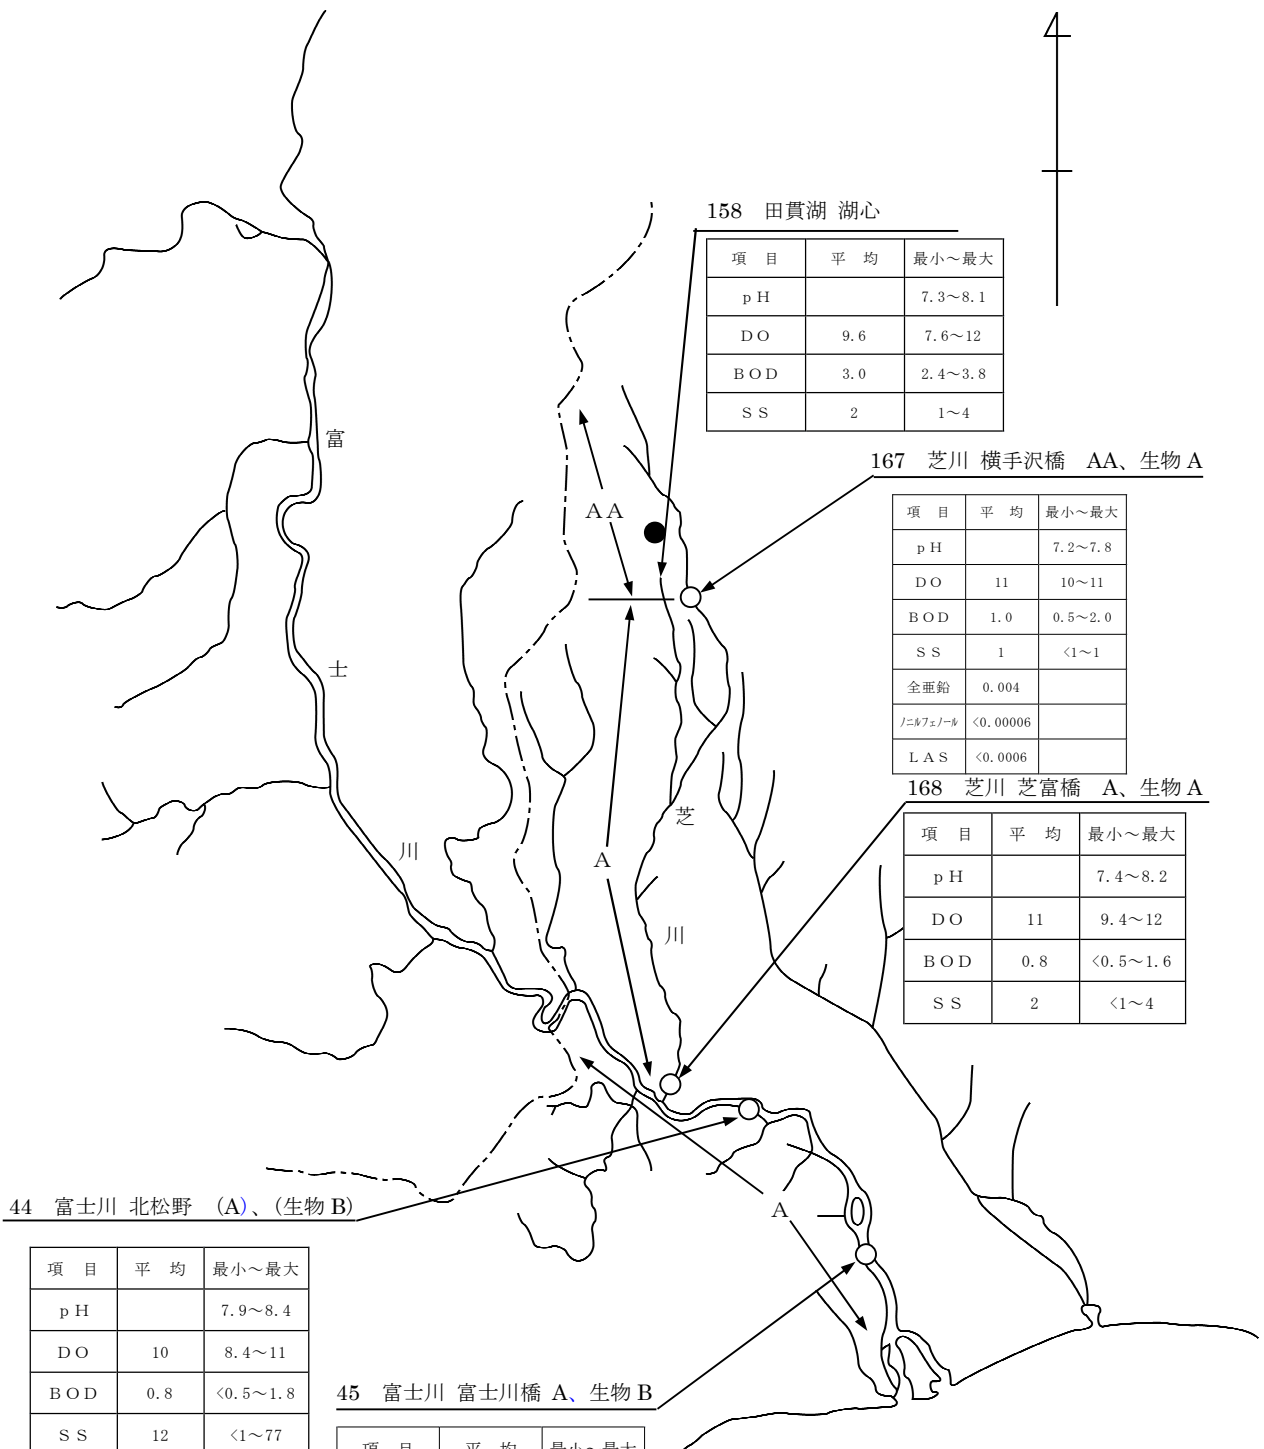 158　田貫湖 湖心
項　目　平　均　最小～最大
ｐＨ　7.3～8.1
ＤＯ　9.6　7.6～12
ＢＯＤ　3.0　2.4～3.8
ＳＳ　2　1～4
富
167　芝川 横手沢橋　AA、生物 A
項　目　平　均　最小～最大
ｐＨ　7.2～7.8
ＤＯ　11　10～11
ＢＯＤ　1.0　0.5～2.0
ＳＳ　1　<1～1
全亜鉛　0.004
ﾉﾆﾙﾌｪﾉｰﾙ　<0.00006
ＬＡＳ　<0.0006
ＡＡ
士
168　芝川 芝富橋　A、生物 A
項　目　平　均　最小～最大
ｐＨ　7.4～8.2
ＤＯ　11　9.4～12
ＢＯＤ　0.8　<0.5～1.6
ＳＳ　2　<1～4
芝
川
Ａ
川
Ａ
44　富士川 北松野　(A)、(生物 B)
項　目　平　均　最小～最大
ｐＨ　7.9～8.4
ＤＯ　10　8.4～11
ＢＯＤ　0.8　<0.5～1.8
ＳＳ　12　<1～77
45　富士川 富士川橋 A、生物 B
項　目　平　均　最小～最大